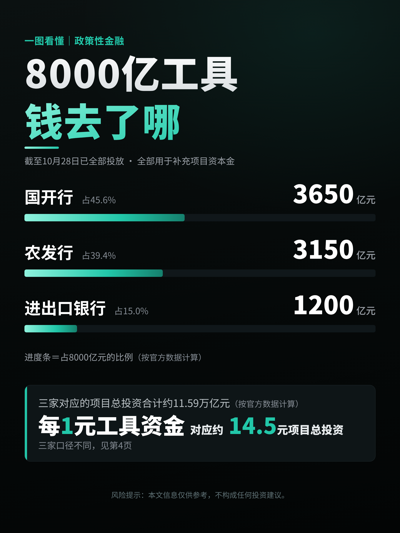 一图看懂｜政策性金融
8000亿工具
钱去了哪
截至10月28日已全部投放 · 全部用于补充项目资本金
国开行 占45.6% 3650亿元
农发行 占39.4% 3150亿元
进出口银行 占15.0% 1200亿元
进度条＝占8000亿元的比例（按官方数据计算）
三家对应的项目总投资合计约11.59万亿元（按官方数据计算）
每1元工具资金 对应约 14.5元项目总投资
三家口径不同，见第4页
风险提示：本文信息仅供参考，不构成任何投资建议。